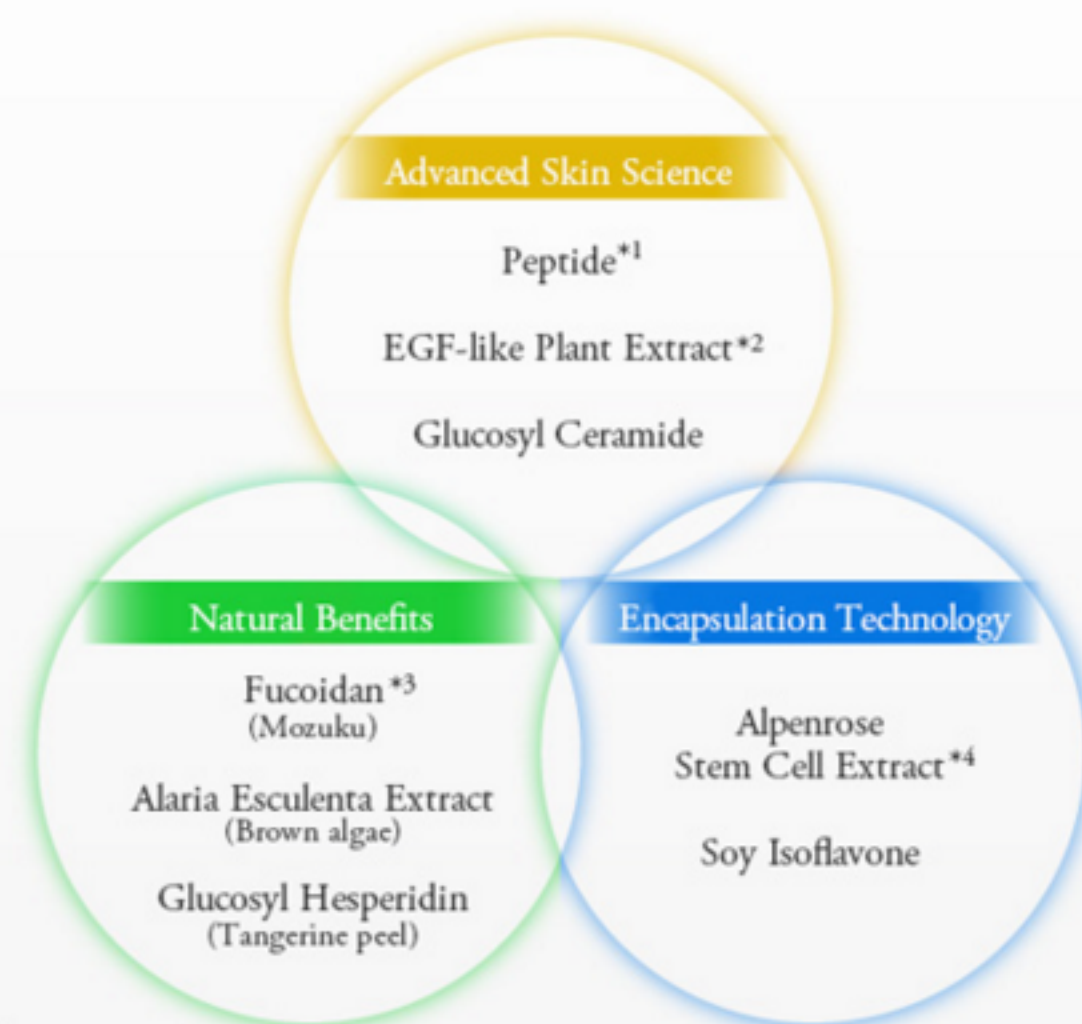 Advanced Skin Science
Peptide*1
EGF-like Plant Extract*2
Glucosyl Ceramide
Natural Benefits
Fucoidan*3
(Mozuku)
Alaria Esculenta Extract
(Brown algae)
Glucosyl Hesperidin
(Tangerine peel)
Encapsulation Technology
Alpenrose
Stem Cell Extract*4
Soy Isoflavone